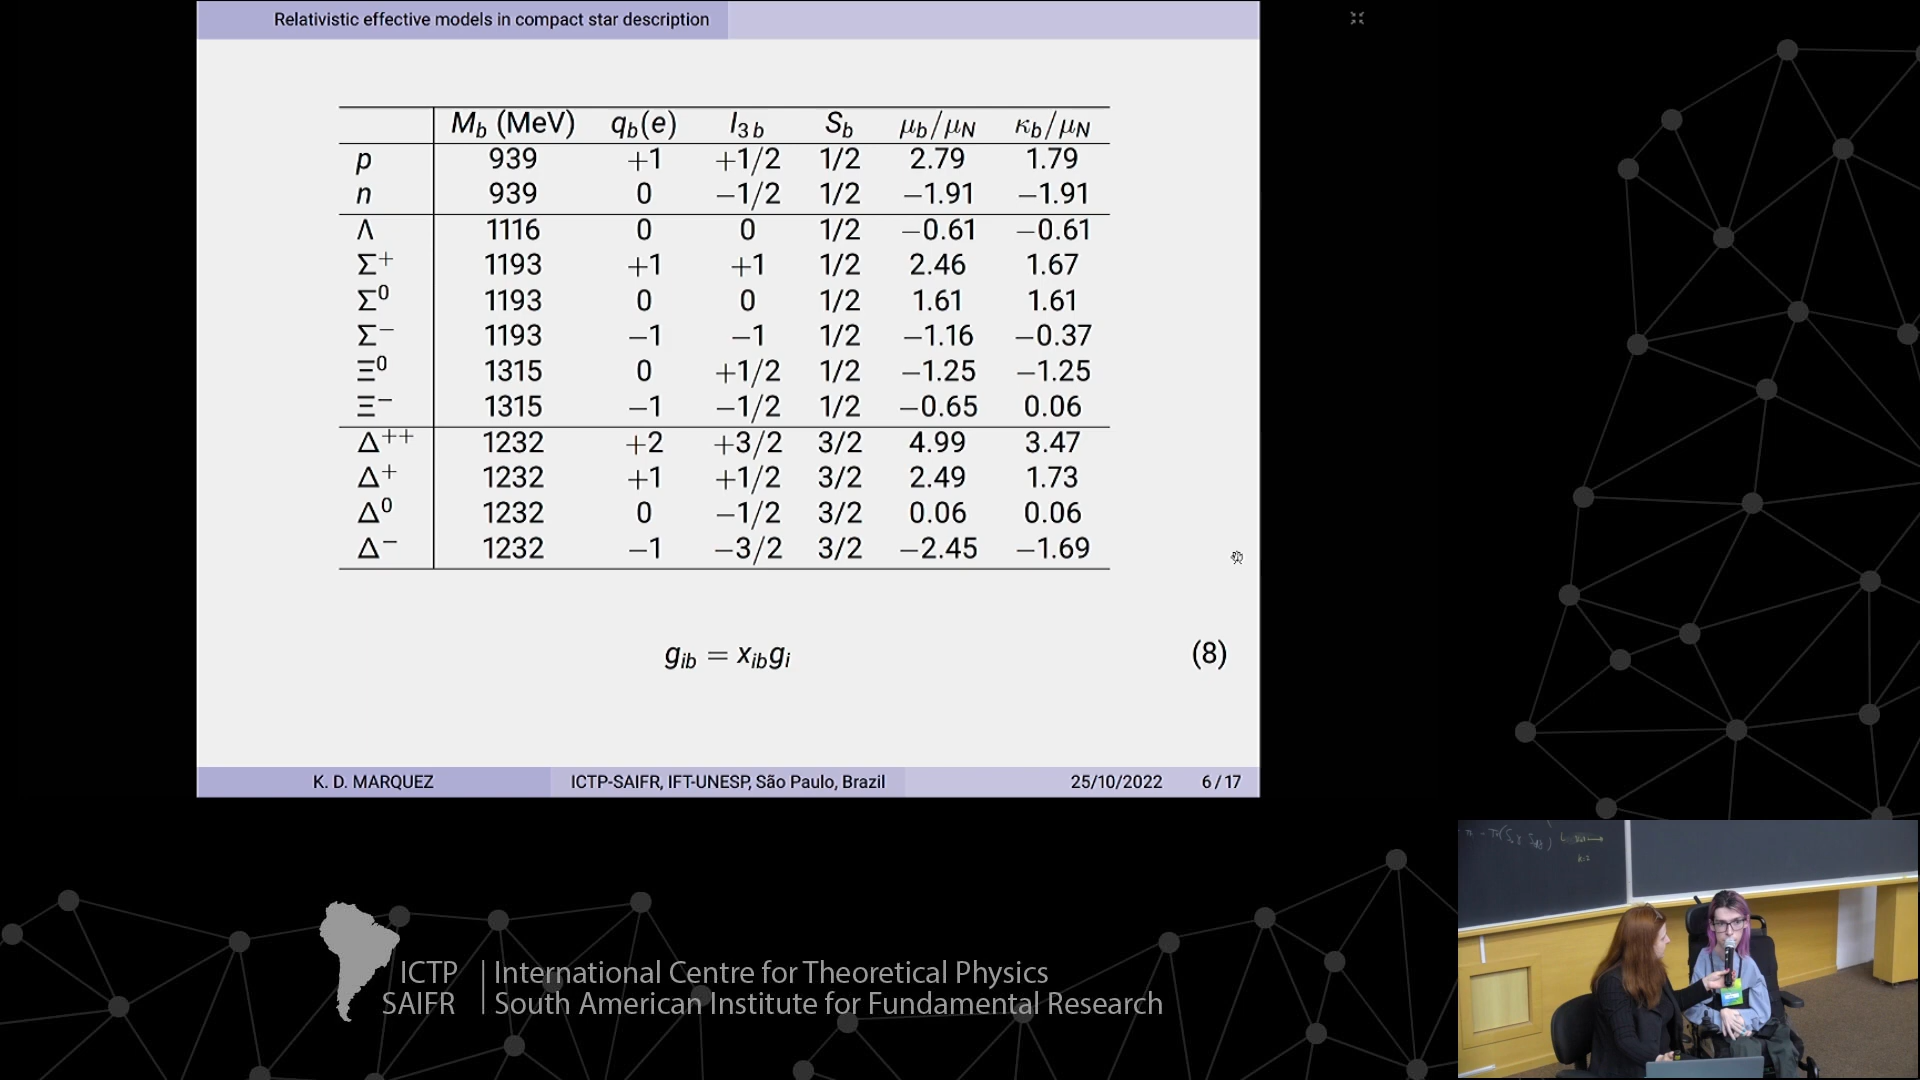 Relativistic effective models in compact star description
M_b (MeV) q_b(e) I_{3b} S_b μ_b/μ_N κ_b/μ_N
p 939 +1 +1/2 1/2 2.79 1.79
n 939 0 −1/2 1/2 −1.91 −1.91
Λ 1116 0 0 1/2 −0.61 −0.61
Σ⁺ 1193 +1 +1 1/2 2.46 1.67
Σ⁰ 1193 0 0 1/2 1.61 1.61
Σ⁻ 1193 −1 −1 1/2 −1.16 −0.37
Ξ⁰ 1315 0 +1/2 1/2 −1.25 −1.25
Ξ⁻ 1315 −1 −1/2 1/2 −0.65 0.06
Δ⁺⁺ 1232 +2 +3/2 3/2 4.99 3.47
Δ⁺ 1232 +1 +1/2 3/2 2.49 1.73
Δ⁰ 1232 0 −1/2 3/2 0.06 0.06
Δ⁻ 1232 −1 −3/2 3/2 −2.45 −1.69
g_{ib} = x_{ib}g_i (8)
K. D. MARQUEZ ICTP-SAIFR, IFT-UNESP, São Paulo, Brazil 25/10/2022 6/17
ICTP International Centre for Theoretical Physics
SAIFR South American Institute for Fundamental Research